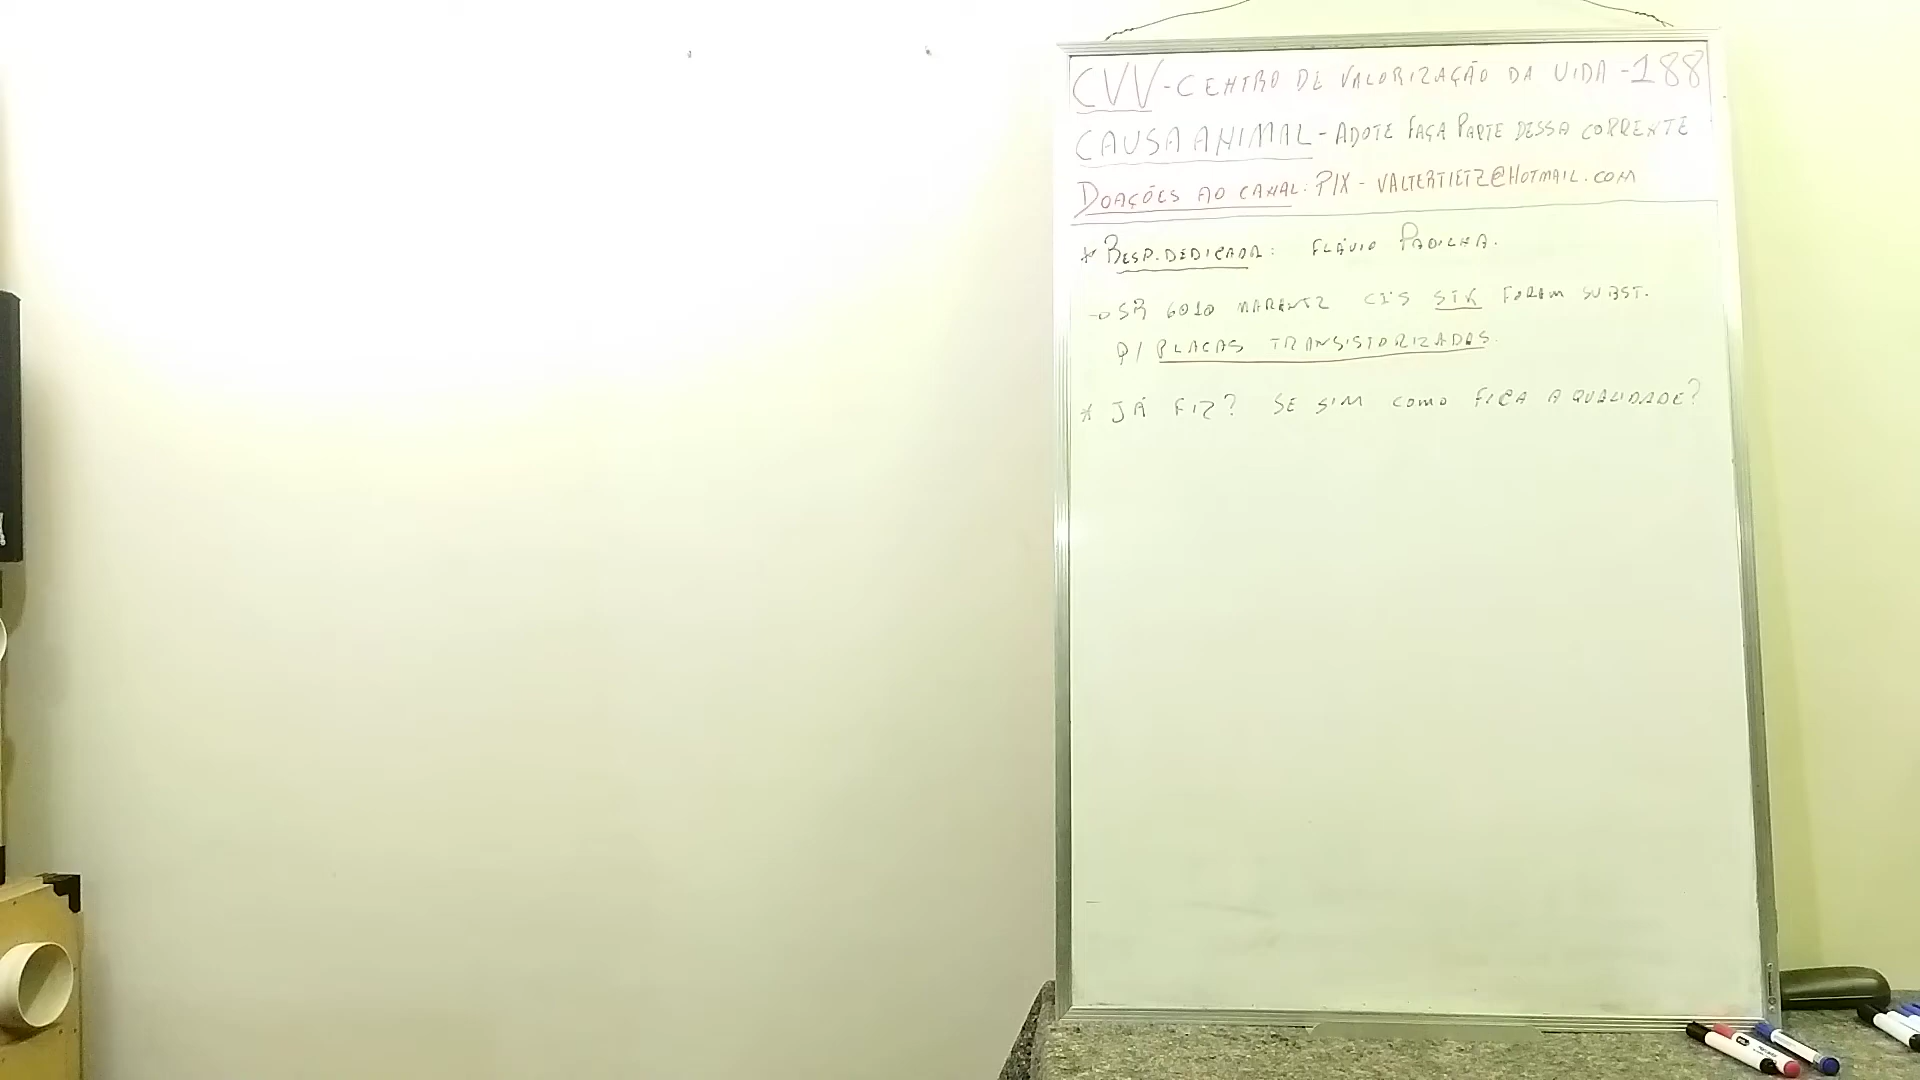 CVV - CENTRO DE VALORIZAÇÃO DA VIDA - 188
CAUSA ANIMAL - ADOTE FAÇA PARTE DESSA CORRENTE
DOAÇÕES AO CANAL: PIX - VALTERTIETZ@HOTMAIL.COM
* RESP. DEDICADA: FLÁVIO PADILHA.
→ SR 6010 MARANTZ CI'S STK FORAM SUBST.
P/ PLACAS TRANSISTORIZADAS.
* JÁ FIZ? SE SIM COMO FICA A QUALIDADE?